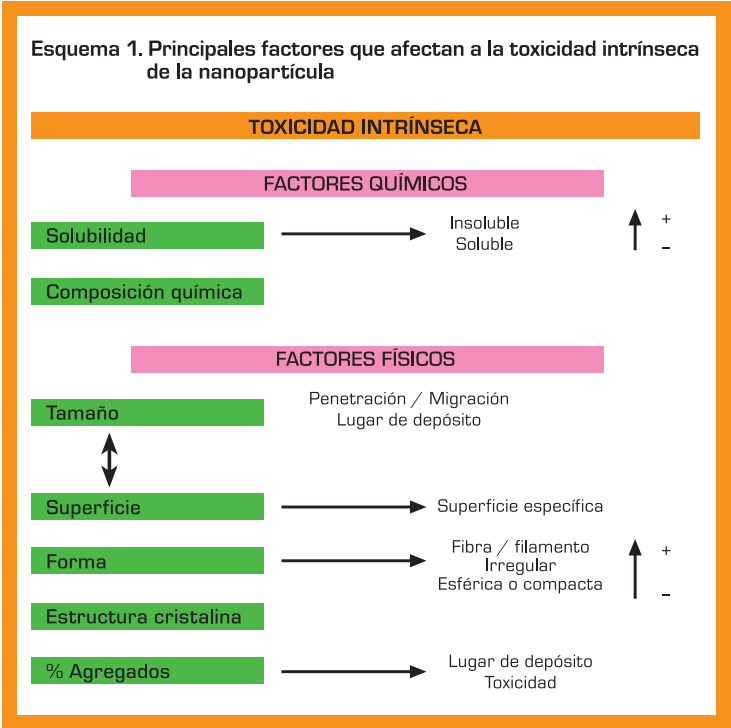 Esquema 1. Principales factores que afectan a la toxicidad intrínseca
de la nanopartícula
TOXICIDAD INTRÍNSECA
FACTORES QUÍMICOS
Solubilidad
Insoluble
Soluble
+
–
Composición química
FACTORES FÍSICOS
Tamaño
Penetración / Migración
Lugar de depósito
Superficie
Superficie específica
Forma
Fibra / filamento
Irregular
Esférica o compacta
+
–
Estructura cristalina
% Agregados
Lugar de depósito
Toxicidad